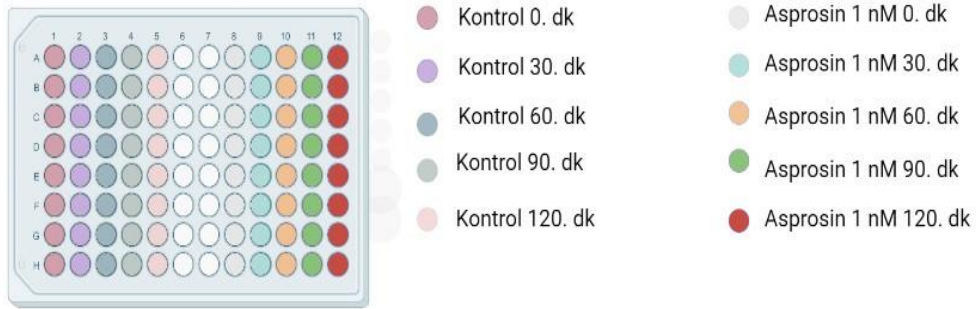 1 2 3 4 5 6 7 8 9 10 11 12
A
B
C
D
E
F
G
H
Kontrol 0. dk
Kontrol 30. dk
Kontrol 60. dk
Kontrol 90. dk
Kontrol 120. dk
Asprosin 1 nM 0. dk
Asprosin 1 nM 30. dk
Asprosin 1 nM 60. dk
Asprosin 1 nM 90. dk
Asprosin 1 nM 120. dk